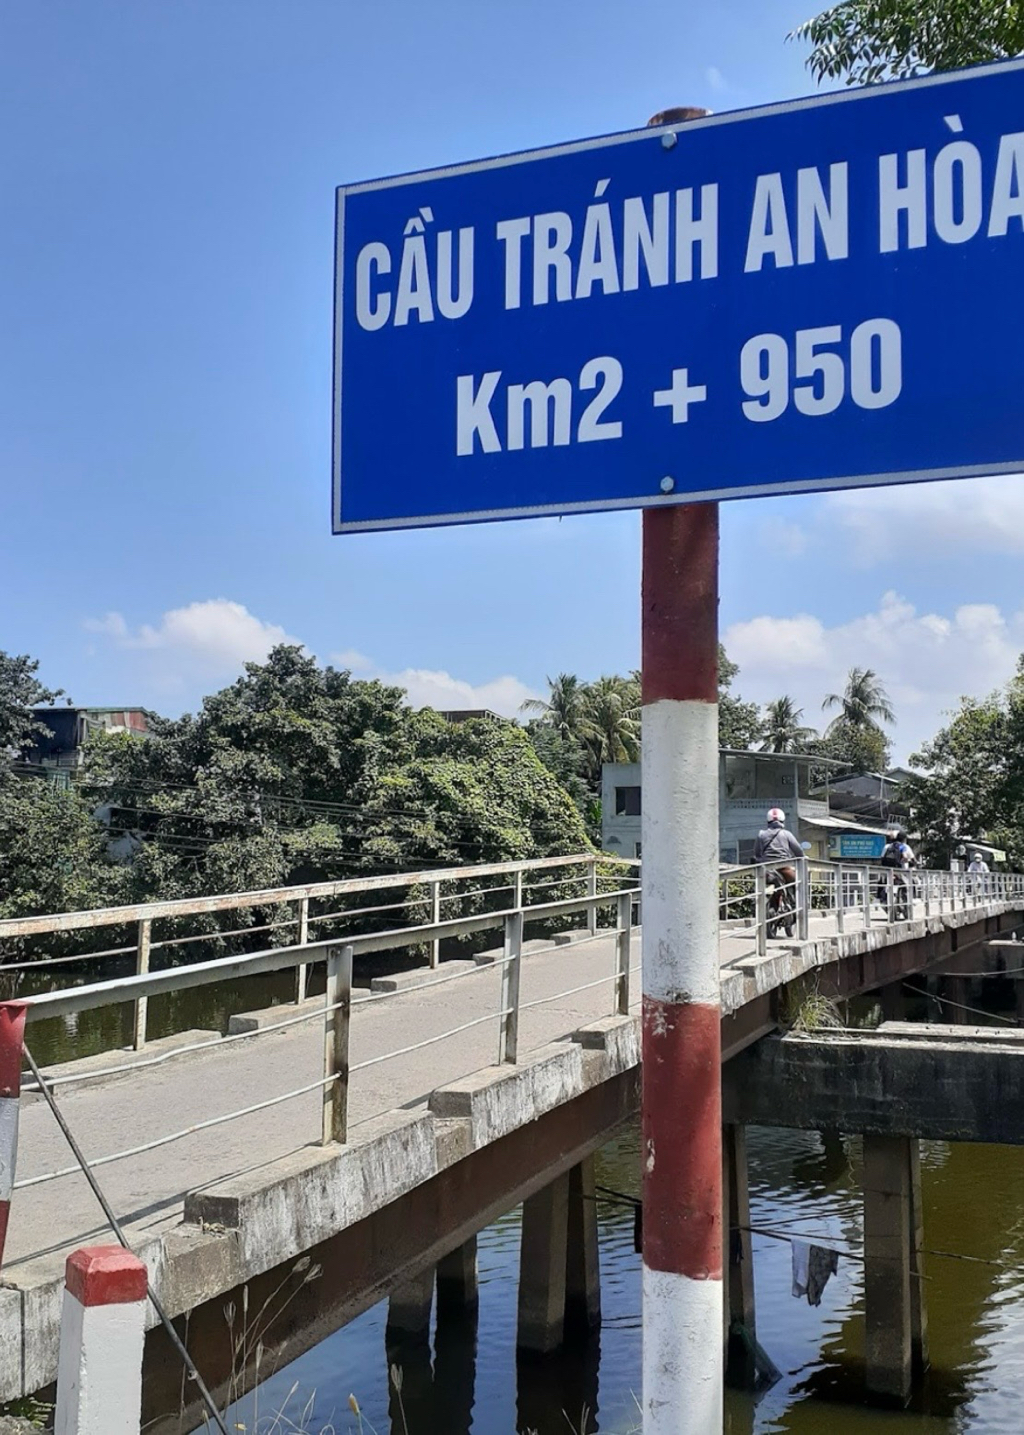 CẦU TRÁNH AN HÒA
Km2 + 950